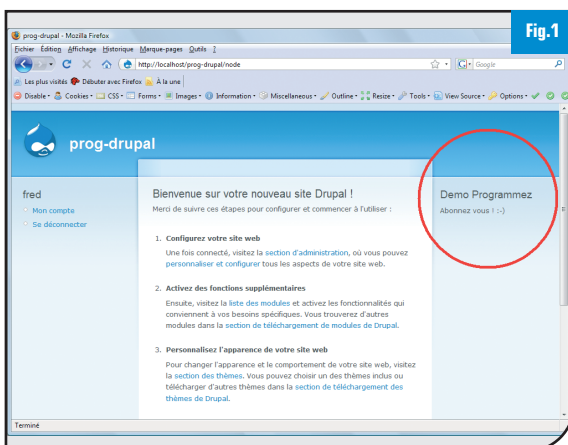 Fig.1
prog-drupal - Mozilla Firefox
Fichier Édition Affichage Historique Marque-pages Outils ?
http://localhost/prog-drupal/node
Google
Les plus visités Débuter avec Firefox À la une
Disable Cookies CSS Forms Images Information Miscellaneous Outline Resize Tools View Source Options
prog-drupal
fred
Mon compte
Se déconnecter
Bienvenue sur votre nouveau site Drupal !
Merci de suivre ces étapes pour configurer et commencer à l'utiliser :
1. Configurez votre site web
Une fois connecté, visitez la section d'administration, où vous pouvez
personnaliser et configurer tous les aspects de votre site web.
2. Activez des fonctions supplémentaires
Ensuite, visitez la liste des modules et activez les fonctionnalités qui
conviennent à vos besoins spécifiques. Vous trouverez d'autres
modules dans la section de téléchargement de modules de Drupal.
3. Personnalisez l'apparence de votre site web
Pour changer l'apparence et le comportement de votre site web, visitez
la section des thèmes. Vous pouvez choisir un des thèmes indus ou
télécharger d'autres thèmes dans la section de téléchargement des
thèmes de Drupal.
Demo Programmez
Abonnez vous ! :-)
Terminé